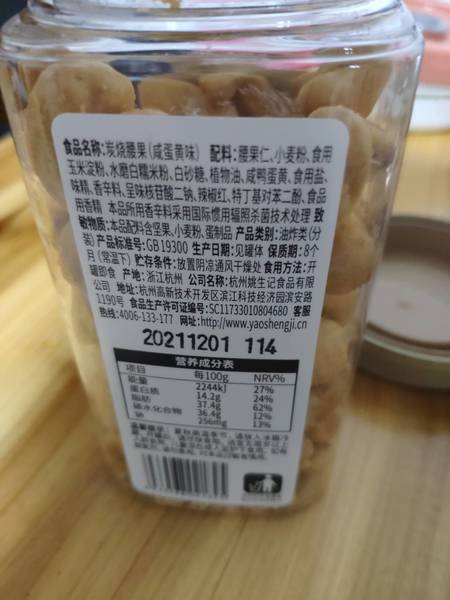 食品名称:炭烧腰果(咸蛋黄味) 配料:腰果仁、小麦粉、食用
玉米淀粉、水磨白糯米粉、白砂糖、植物油、咸鸭蛋黄、食用盐、
味精、香辛料、呈味核苷酸二钠、辣椒红、特丁基对苯二酚、食品
用香精 本品所用香辛料采用国际惯用辐照杀菌技术处理 致
敏物质:本品配料含坚果、小麦粉、蛋制品 产品类别:油炸类(分
装) 产品标准号:GB 19300 生产日期:见罐体 保质期:8个
月(常温下) 贮存条件:放置阴凉通风干燥处 食用方法:开
罐即食 产地:浙江杭州 公司名称:杭州姚生记食品有限
公司 地址:杭州高新技术开发区滨江科技经济园滨安路
1190号 食品生产许可证编号:SC11733010804680 客服
热线:4006-133-177 网址:http://www.yaoshengji.cn
20211201 114
营养成分表
项目 每100g NRV%
能量 2244kJ 27%
蛋白质 14.2g 24%
脂肪 37.4g 62%
碳水化合物 36.4g 12%
钠 256mg 13%
温馨提示: